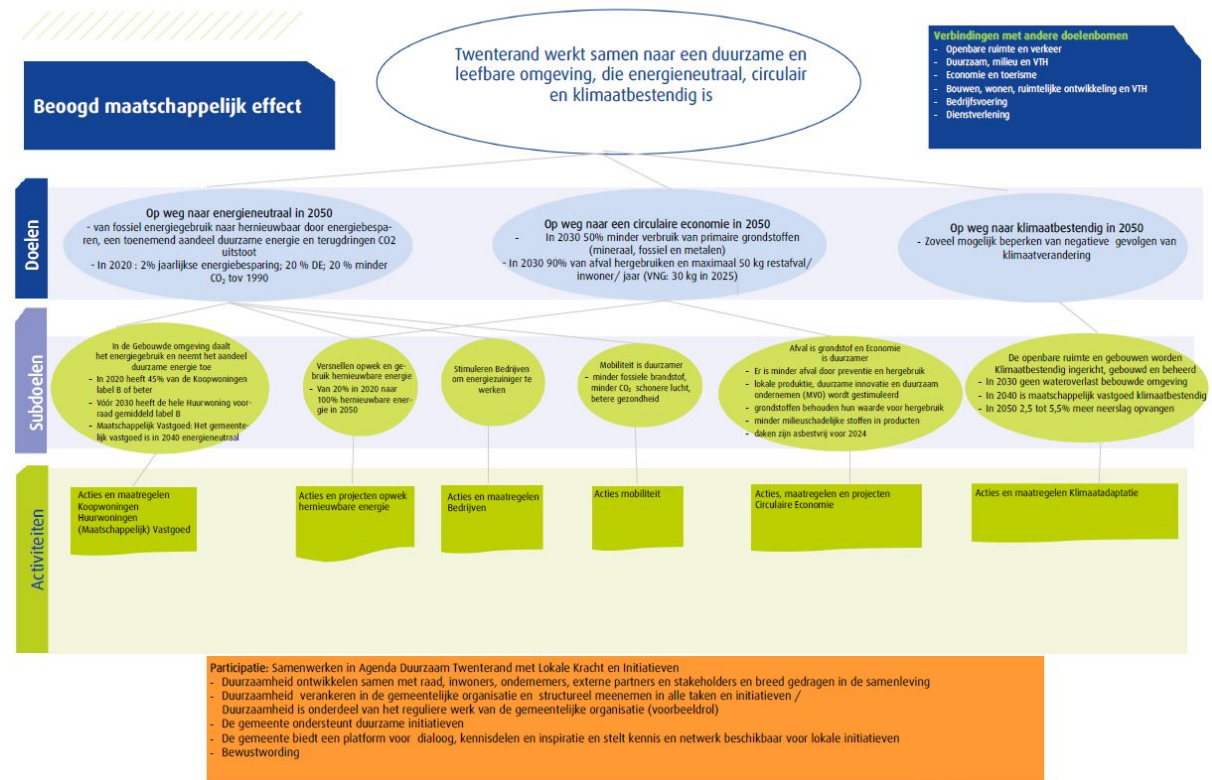 Beoogd maatschappelijk effect
Twenterand werkt samen naar een duurzame en
leefbare omgeving, die energieneutraal, circulair
en klimaatbestendig is
Verbindingen met andere doelenbomen
- Openbare ruimte en verkeer
- Duurzaam, milieu en VTH
- Economie en toerisme
- Bouwen, wonen, ruimtelijke ontwikkeling en VTH
- Bedrijfsvoering
- Dienstverlening
Doelen
Op weg naar energieneutraal in 2050
- van fossiel energiegebruik naar hernieuwbaar door energiebespa-
ren, een toenemend aandeel duurzame energie en terugdringen CO2
uitstoot
- In 2020 : 2% jaarlijkse energiebesparing; 20 % DE; 20 % minder
CO₂ tov 1990
Op weg naar een circulaire economie in 2050
- In 2030 50% minder verbruik van primaire grondstoffen
(mineraal, fossiel en metalen)
- In 2030 90% van afval hergebruiken en maximaal 50 kg restafval/
inwoner/ jaar (VNG: 30 kg in 2025)
Op weg naar klimaatbestendig in 2050
- Zoveel mogelijk beperken van negatieve gevolgen van
klimaatverandering
Subdoelen
In de Gebouwde omgeving daalt
het energiegebruik en neemt het aandeel
duurzame energie toe
- In 2020 heeft 45% van de Koopwoningen
label B of beter
- Vóór 2030 heeft de hele Huurwoning voor-
raad gemiddeld label B
- Maatschappelijk Vastgoed: Het gemeente-
lijk vastgoed is in 2040 energieneutraal
Versnellen opwek en ge-
bruik hernieuwbare energie
- Van 20% in 2020 naar
100% hernieuwbare ener-
gie in 2050
Stimuleren Bedrijven
om energiezuiniger te
werken
Mobiliteit is duurzamer
- minder fossiele brandstof,
minder CO₂ schonere lucht,
betere gezondheid
Afval is grondstof en Economie
is duurzamer
- Er is minder afval door preventie en hergebruik
- lokale produktie, duurzame innovatie en duurzaam
ondernemen (MVO) wordt gestimuleerd
- grondstoffen behouden hun waarde voor hergebruik
- minder milieuschadelijke stoffen in producten
- daken zijn asbestvrij voor 2024
De openbare ruimte en gebouwen worden
Klimaatbestendig ingericht, gebouwd en beheerd
- In 2030 geen wateroverlast bebouwde omgeving
- In 2040 is maatschappelijk vastgoed klimaatbestendig
- In 2050 2,5 tot 5,5% meer neerslag opvangen
Activiteiten
Acties en maatregelen
Koopwoningen
Huurwoningen
(Maatschappelijk) Vastgoed
Acties en projecten opwek
hernieuwbare energie
Acties en maatregelen
Bedrijven
Acties mobiliteit
Acties, maatregelen en projecten
Circulaire Economie
Acties en maatregelen Klimaatadaptatie
Participatie: Samenwerken in Agenda Duurzaam Twenterand met Lokale Kracht en Initiatieven
- Duurzaamheid ontwikkelen samen met raad, inwoners, ondernemers, externe partners en stakeholders en breed gedragen in de samenleving
- Duurzaamheid verankeren in de gemeentelijke organisatie en structureel meenemen in alle taken en initiatieven /
Duurzaamheid is onderdeel van het reguliere werk van de gemeentelijke organisatie (voorbeeldrol)
- De gemeente ondersteunt duurzame initiatieven
- De gemeente biedt een platform voor dialoog, kennisdelen en inspiratie en stelt kennis en netwerk beschikbaar voor lokale initiatieven
- Bewustwording